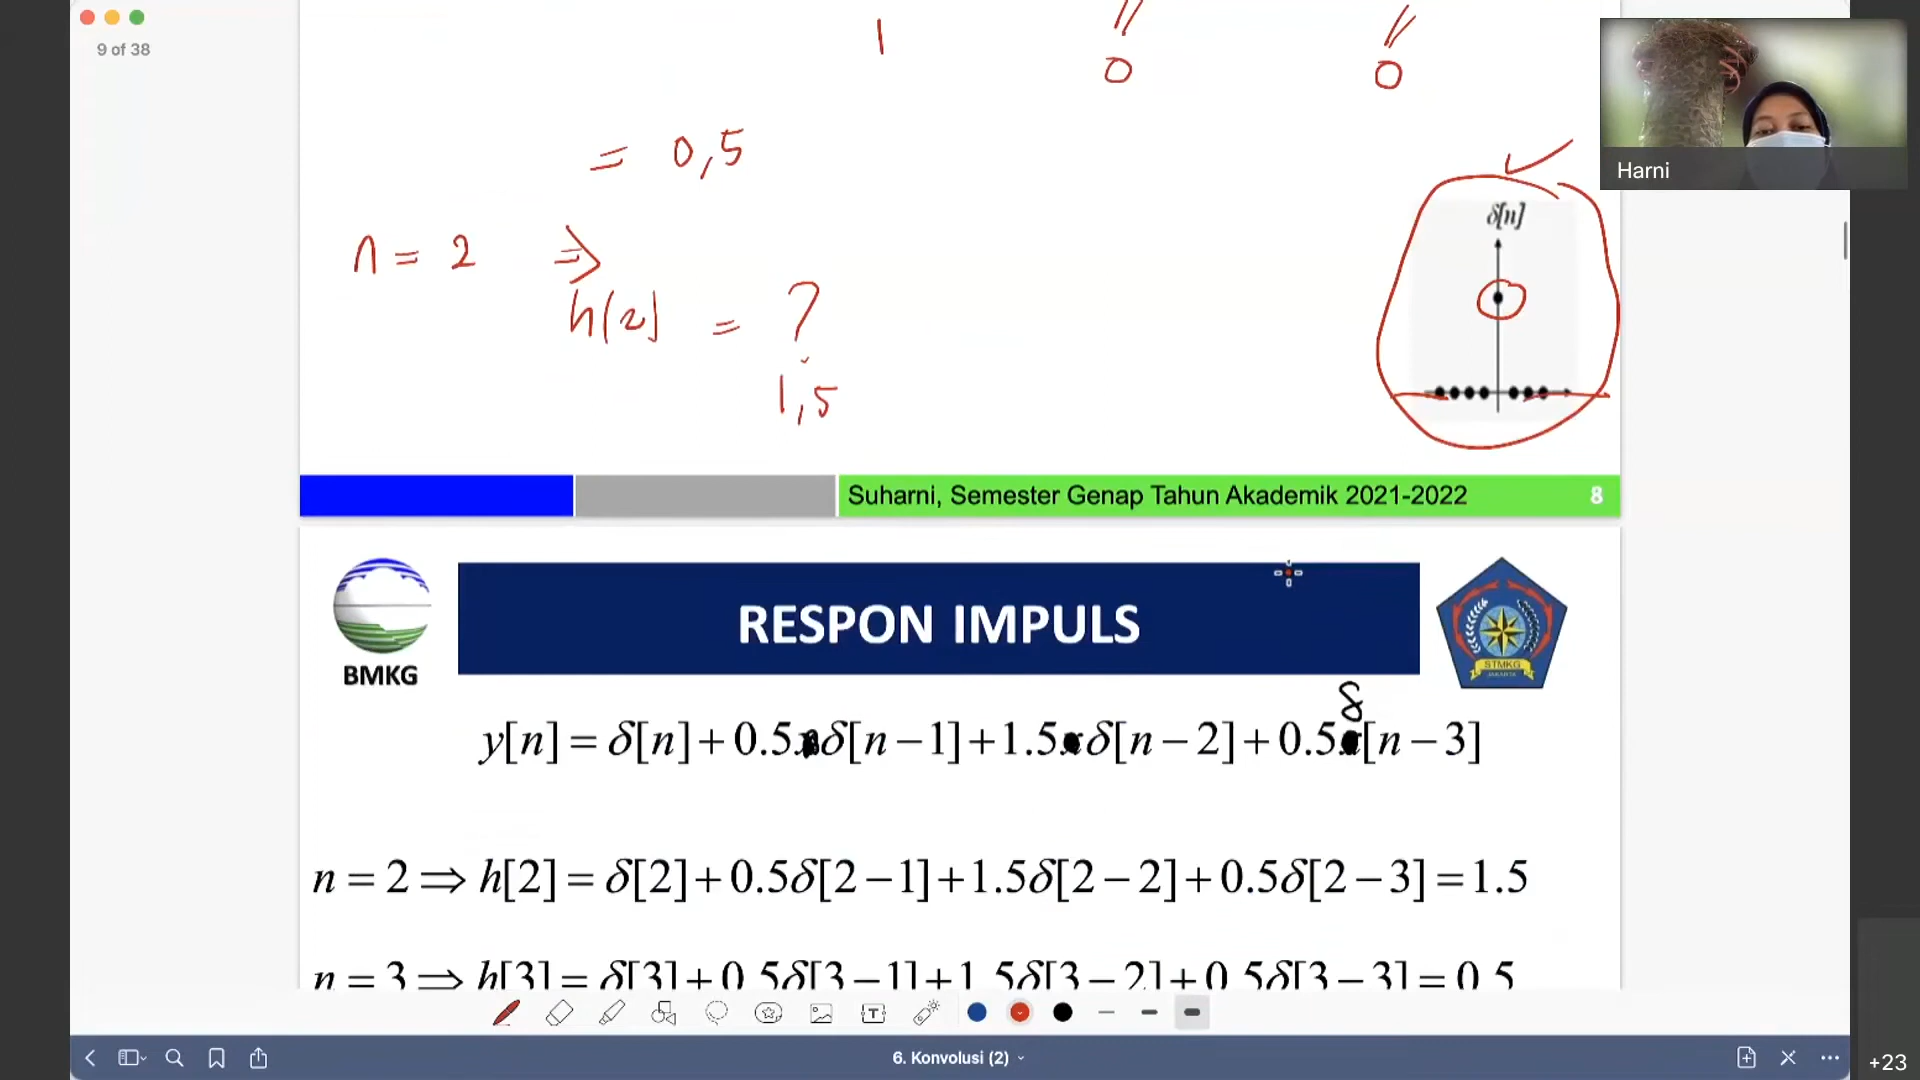 9 of 38
1
0
0
= 0,5
Harni
δ[n]
n = 2 ⇒
h[2] = ?
1,5
Suharni, Semester Genap Tahun Akademik 2021-2022 8
BMKG
RESPON IMPULS
STMKG
JAKARTA
δ
y[n] = δ[n] + 0.5δ[n − 1] + 1.5δ[n − 2] + 0.5[n − 3]
n = 2 ⇒ h[2] = δ[2] + 0.5δ[2 − 1] + 1.5δ[2 − 2] + 0.5δ[2 − 3] = 1.5
n = 3 ⇒ h[3] = δ[3] + 0.5δ[3 − 1] + 1.5δ[3 − 2] + 0.5δ[3 − 3] = 0.5
T
6. Konvolusi (2)
+23